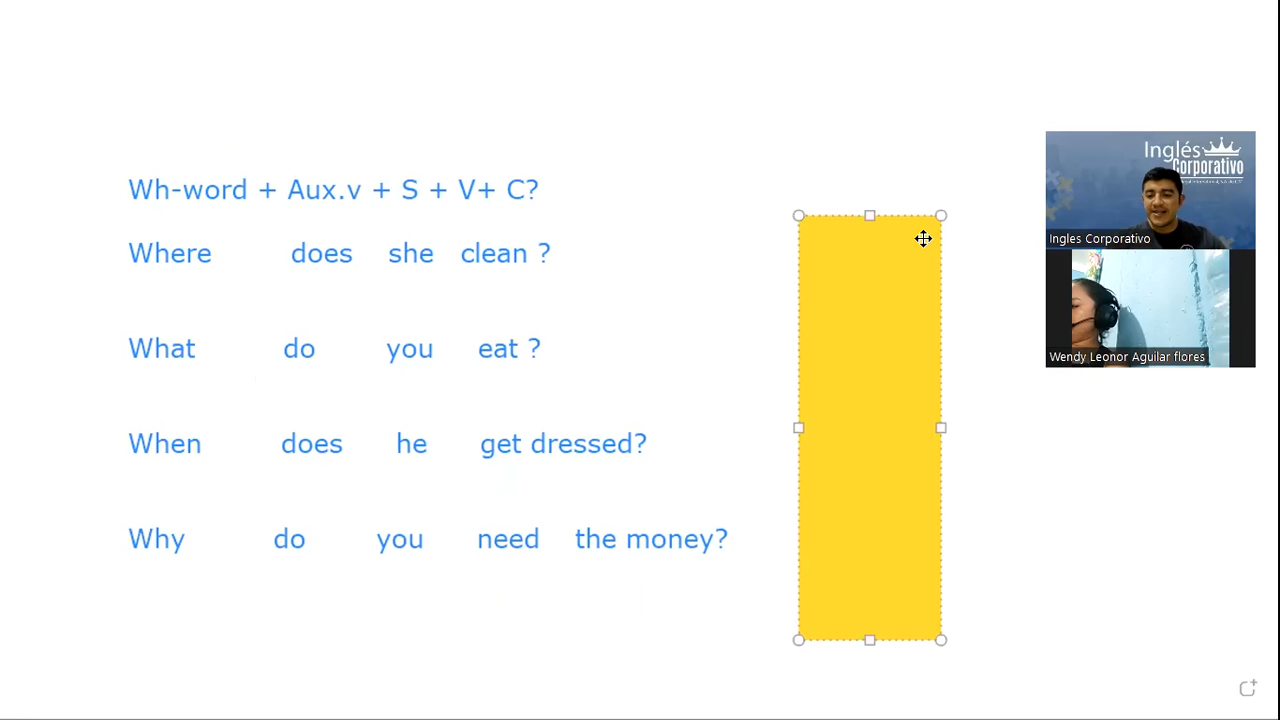 Wh-word + Aux.v + S + V+ C?
Where does she clean ?
What do you eat ?
When does he get dressed?
Why do you need the money?
Inglés
Corporativo
Ingles Corporativo
Wendy Leonor Aguilar flores